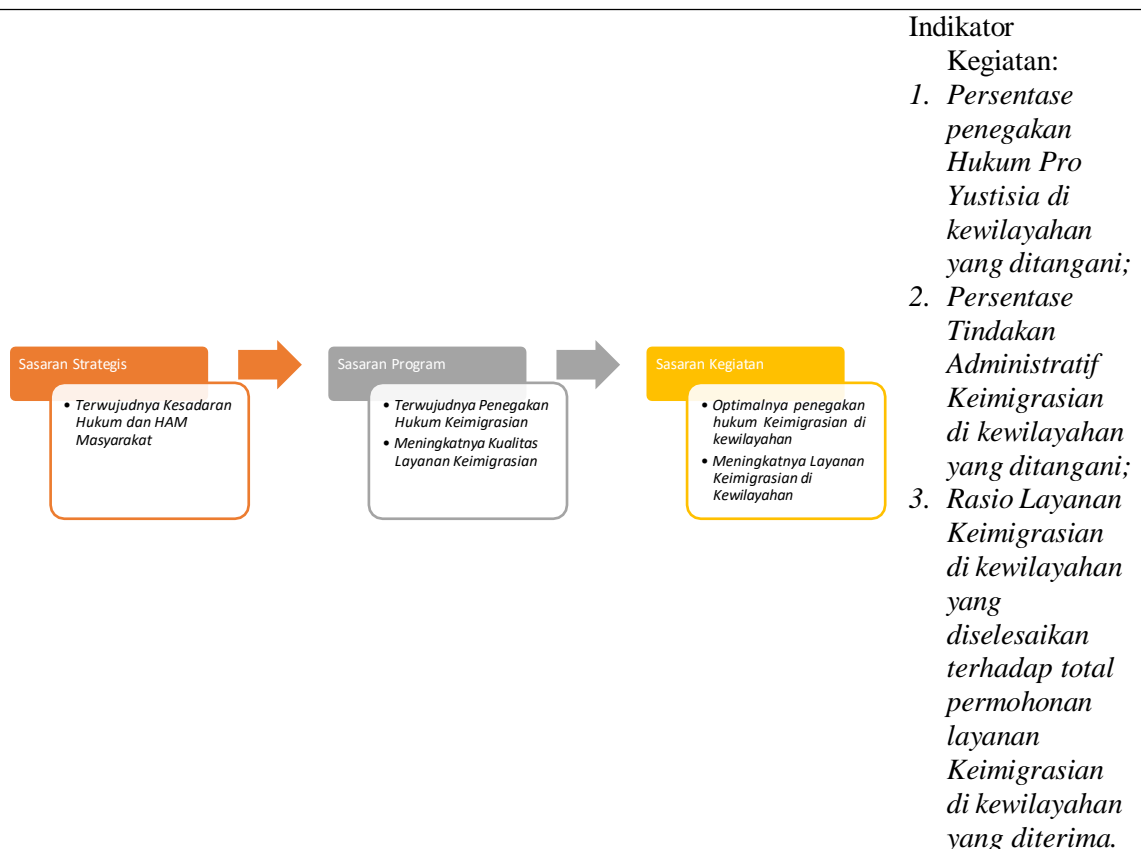 Sasaran Strategis
• Terwujudnya Kesadaran
Hukum dan HAM
Masyarakat
Sasaran Program
• Terwujudnya Penegakan
Hukum Keimigrasian
• Meningkatnya Kualitas
Layanan Keimigrasian
Sasaran Kegiatan
• Optimalnya penegakan
hukum Keimigrasian di
kewilayahan
• Meningkatnya Layanan
Keimigrasian di
Kewilayahan
Indikator
Kegiatan:
1. Persentase
penegakan
Hukum Pro
Yustisia di
kewilayahan
yang ditangani;
2. Persentase
Tindakan
Administratif
Keimigrasian
di kewilayahan
yang ditangani;
3. Rasio Layanan
Keimigrasian
di kewilayahan
yang
diselesaikan
terhadap total
permohonan
layanan
Keimigrasian
di kewilayahan
yang diterima.